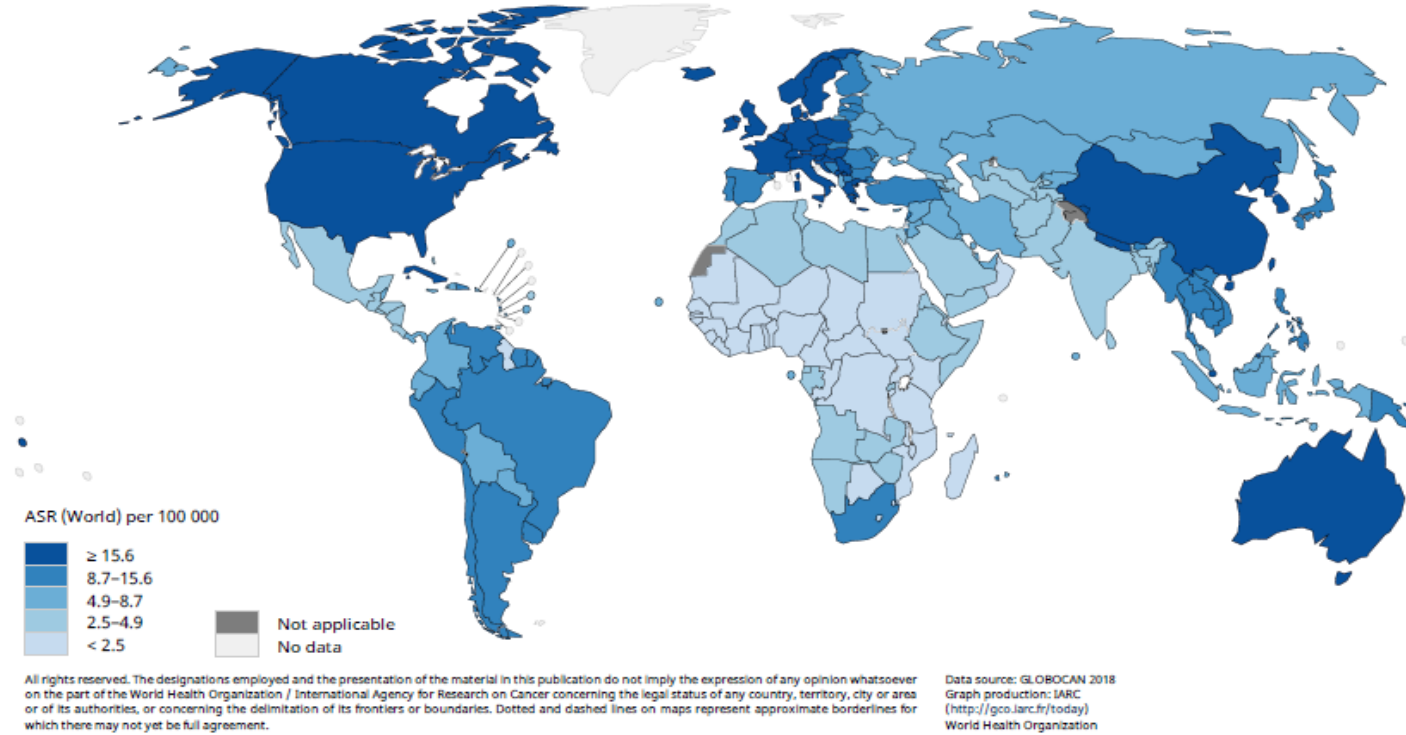 ASR (World) per 100 000
≥ 15.6
8.7–15.6
4.9–8.7
2.5–4.9
< 2.5
Not applicable
No data
All rights reserved. The designations employed and the presentation of the material in this publication do not imply the expression of any opinion whatsoever
on the part of the World Health Organization / International Agency for Research on Cancer concerning the legal status of any country, territory, city or area
or of its authorities, or concerning the delimitation of its frontiers or boundaries. Dotted and dashed lines on maps represent approximate borderlines for
which there may not yet be full agreement.
Data source: GLOBOCAN 2018
Graph production: IARC
(http://gco.iarc.fr/today)
World Health Organization